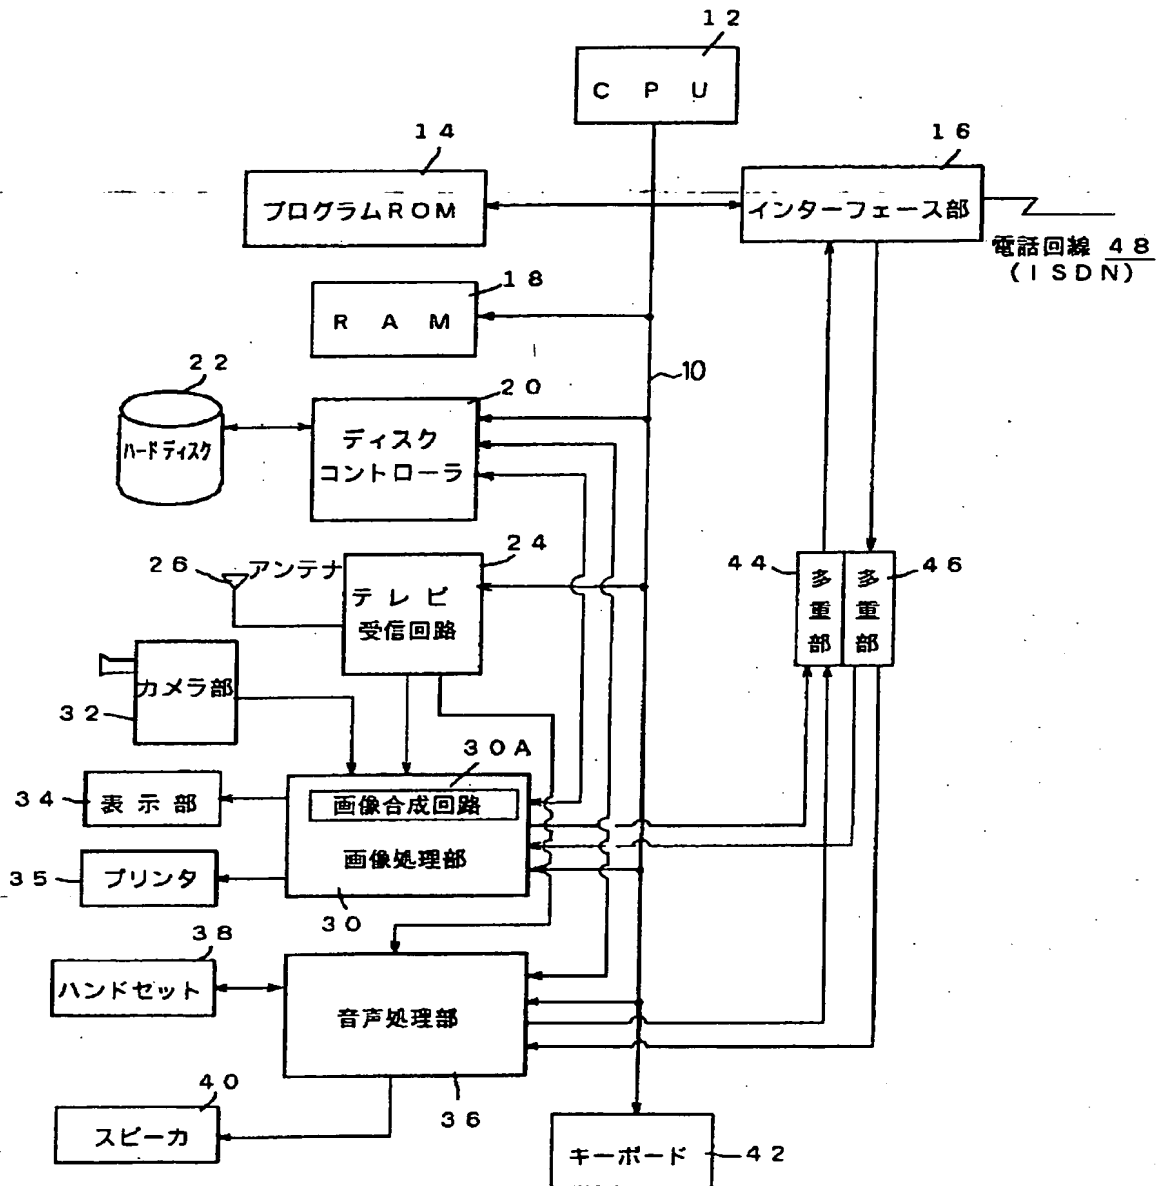 12
CPU
14
16
プログラムROM
インターフェース部
電話回線 48
(ISDN)
18
RAM
10
22
20
ハードディスク
ディスク
コントローラ
24
26
アンテナ
テレビ
受信回路
44
46
多重部
多重部
カメラ部
32
30A
画像合成回路
34
表示部
画像処理部
35
プリンタ
30
38
ハンドセット
音声処理部
40
36
スピーカ
キーボード
42